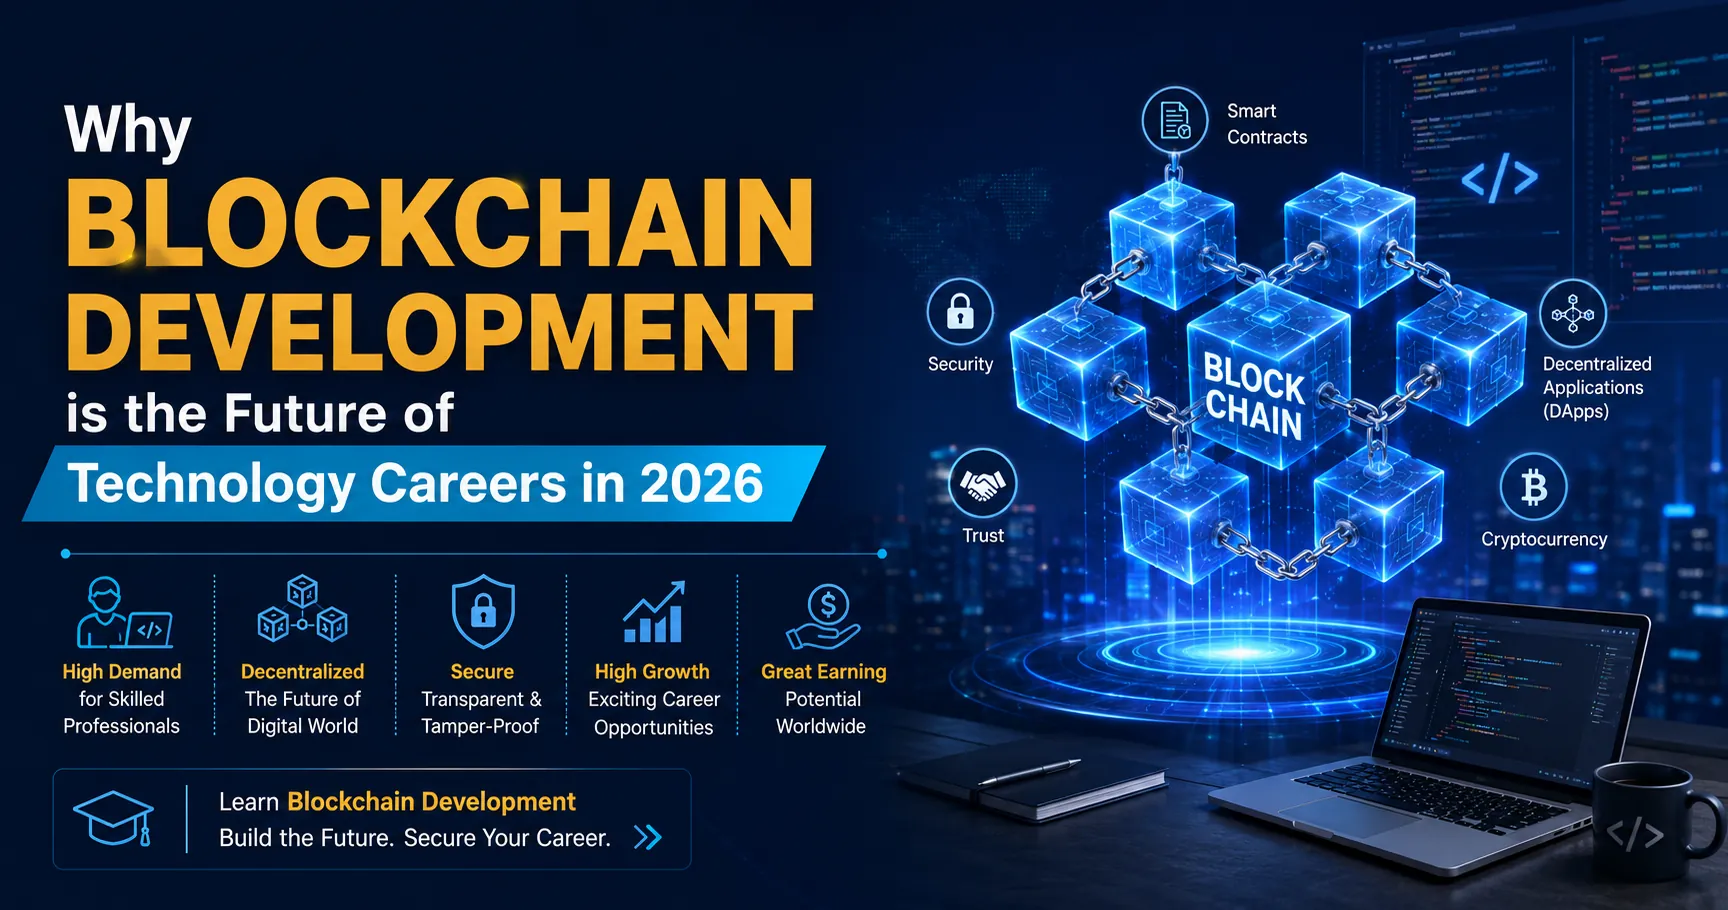 Why
BLOCKCHAIN
DEVELOPMENT
is the Future of
Technology Careers in 2026
High Demand
for Skilled
Professionals
Decentralized
The Future of
Digital World
Secure
Transparent &
Tamper-Proof
High Growth
Exciting Career
Opportunities
Great Earning
Potential
Worldwide
Learn Blockchain Development
Build the Future. Secure Your Career.
Smart
Contracts
Security
Trust
BLOCK
CHAIN
Decentralized
Applications
(DApps)
Cryptocurrency
</>
</>
</>